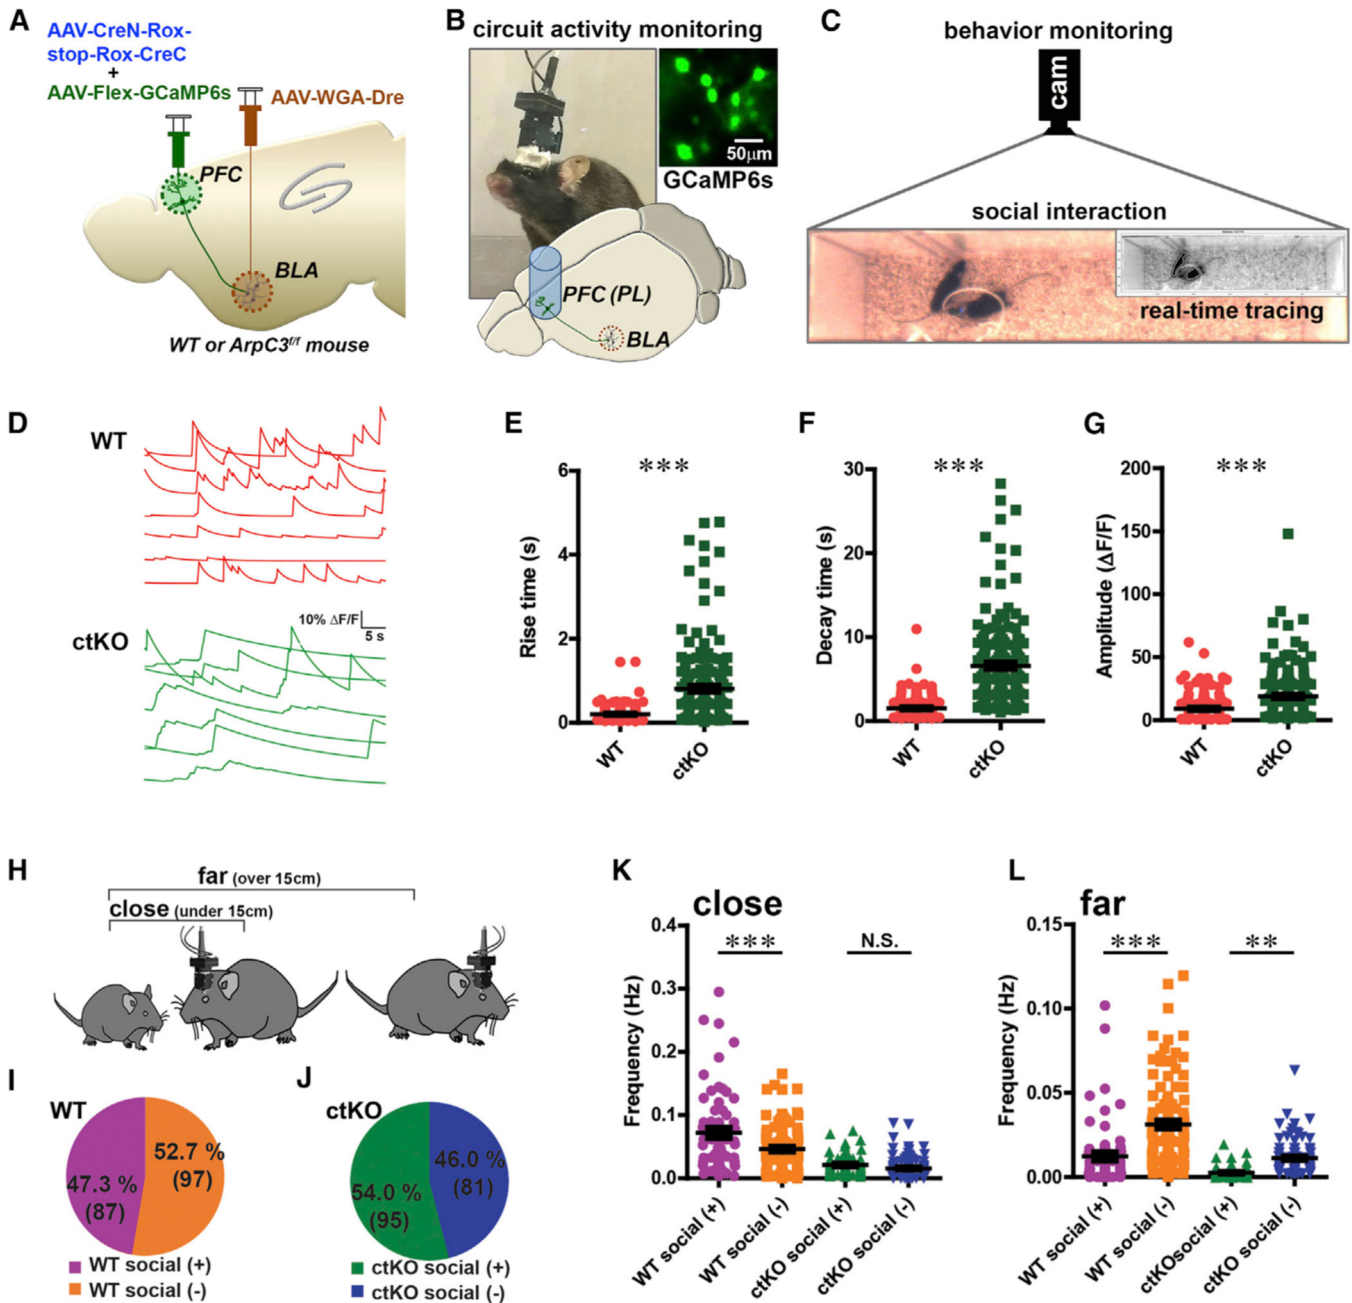 A
AAV-CreN-Rox-
stop-Rox-CreC
+
AAV-Flex-GCaMP6s
AAV-WGA-Dre
PFC
BLA
WT or ArpC3f/f mouse
B
circuit activity monitoring
50μm
GCaMP6s
PFC (PL)
BLA
C
behavior monitoring
cam
social interaction
real-time tracing
D
WT
10% ΔF/F
5 s
ctKO
E
***
Rise time (s)
6
4
2
0
WT
ctKO
F
***
Decay time (s)
30
20
10
0
WT
ctKO
G
***
Amplitude (ΔF/F)
200
150
100
50
0
WT
ctKO
H
far (over 15cm)
close (under 15cm)
I
WT
47.3 %
(87)
52.7 %
(97)
WT social (+)
WT social (-)
J
ctKO
54.0 %
(95)
46.0 %
(81)
ctKO social (+)
ctKO social (-)
K
close
***
N.S.
Frequency (Hz)
0.4
0.3
0.2
0.1
0.0
WT social (+)
WT social (-)
ctKO social (+)
ctKO social (-)
L
far
***
**
Frequency (Hz)
0.15
0.10
0.05
0.00
WT social (+)
WT social (-)
ctKOsocial (+)
ctKO social (-)